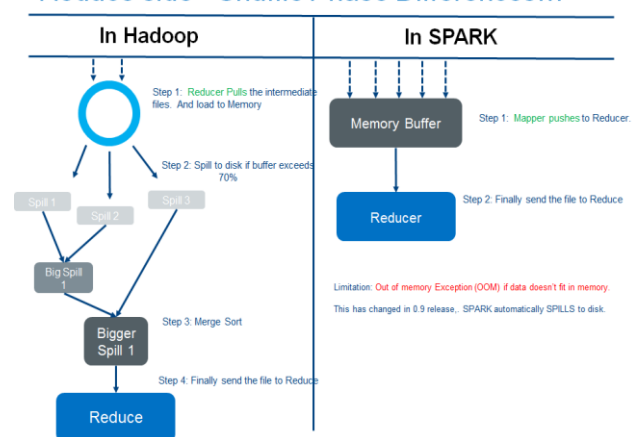 In Hadoop
Step 1: Reducer Pulls the intermediate
files. And load to Memory
Step 2: Spill to disk if buffer exceeds
70%
Spill 1
Spill 2
Spill 3
Big Spill
1
Step 3: Merge Sort
Bigger
Spill 1
Step 4: Finally send the file to Reduce
Reduce
In SPARK
Memory Buffer
Step 1: Mapper pushes to Reducer.
Reducer
Step 2: Finally send the file to Reduce
Limitation: Out of memory Exception (OOM) if data doesn't fit in memory.
This has changed in 0.9 release,. SPARK automatically SPILLS to disk.